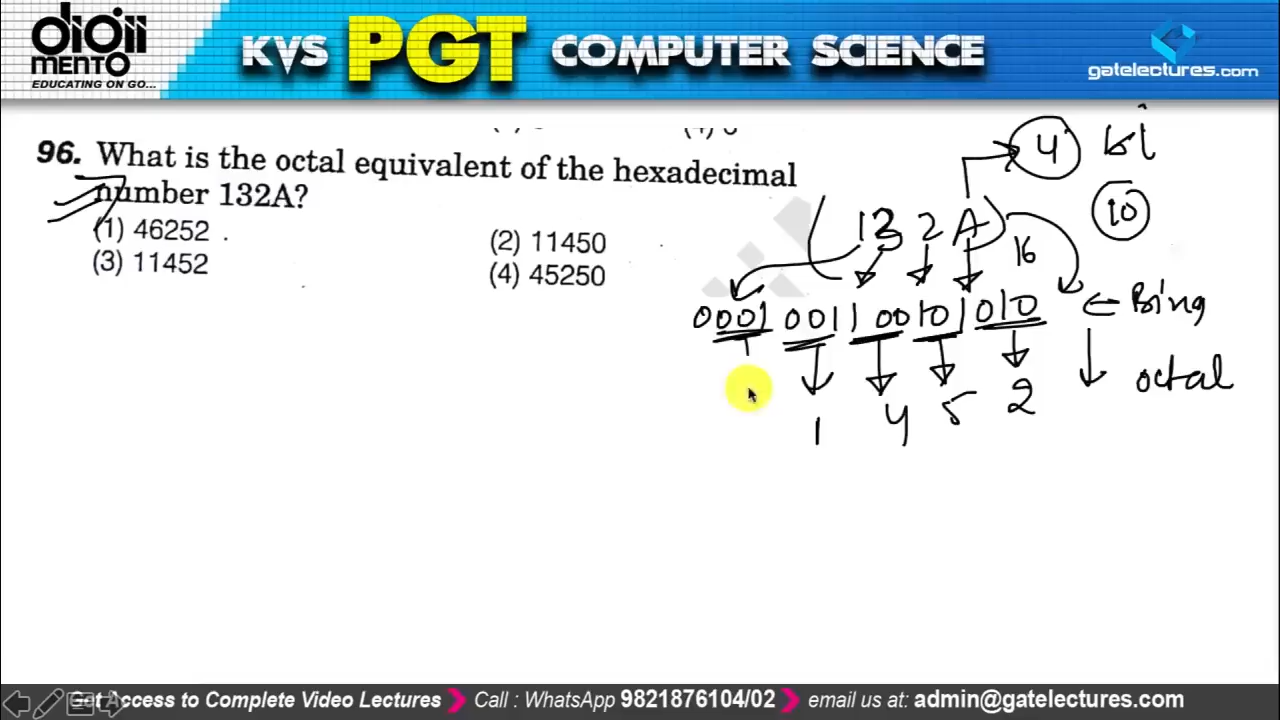 digii
MENTO
EDUCATING ON GO...
KVS PGT COMPUTER SCIENCE
gatelectures.com
96. What is the octal equivalent of the hexadecimal
number 132A?
(1) 46252
(2) 11450
(3) 11452
(4) 45250
4
10
(132A)16
0001 0011 0010 1010
octal
1 4 5 2
Get Access to Complete Video Lectures
Call : WhatsApp 9821876104/02
email us at: admin@gatelectures.com